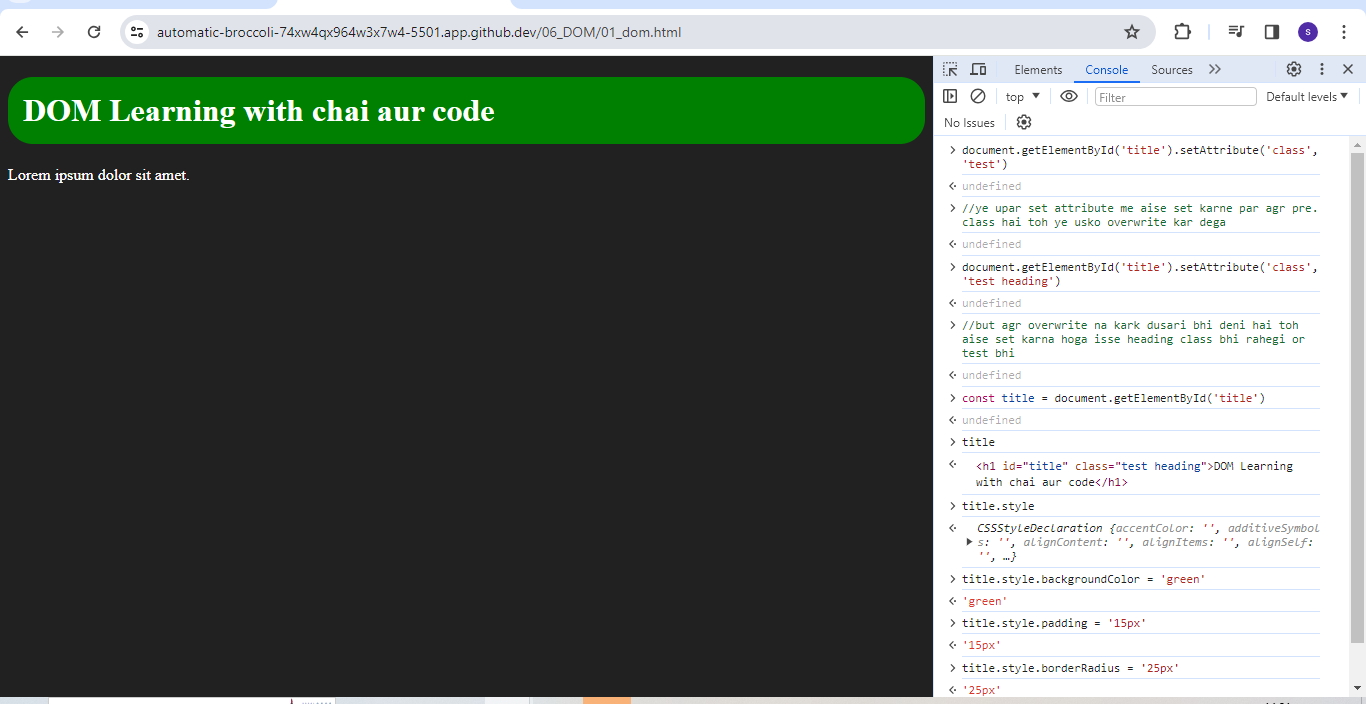 automatic-broccoli-74xw4qx964w3x7w4-5501.app.github.dev/06_DOM/01_dom.html
S
DOM Learning with chai aur code
Lorem ipsum dolor sit amet.
Elements Console Sources
top Filter Default levels
No Issues
document.getElementById('title').setAttribute('class',
'test')
undefined
//ye upar set attribute me aise set karne par agr pre.
class hai toh ye usko overwrite kar dega
undefined
document.getElementById('title').setAttribute('class',
'test heading')
undefined
//but agr overwrite na kark dusari bhi deni hai toh
aise set karna hoga isse heading class bhi rahegi or
test bhi
undefined
const title = document.getElementById('title')
undefined
title
<h1 id="title" class="test heading">DOM Learning
with chai aur code</h1>
title.style
CSSStyleDeclaration {accentColor: '', additiveSymbol
s: '', alignContent: '', alignItems: '', alignSelf:
'', …}
title.style.backgroundColor = 'green'
'green'
title.style.padding = '15px'
'15px'
title.style.borderRadius = '25px'
'25px'